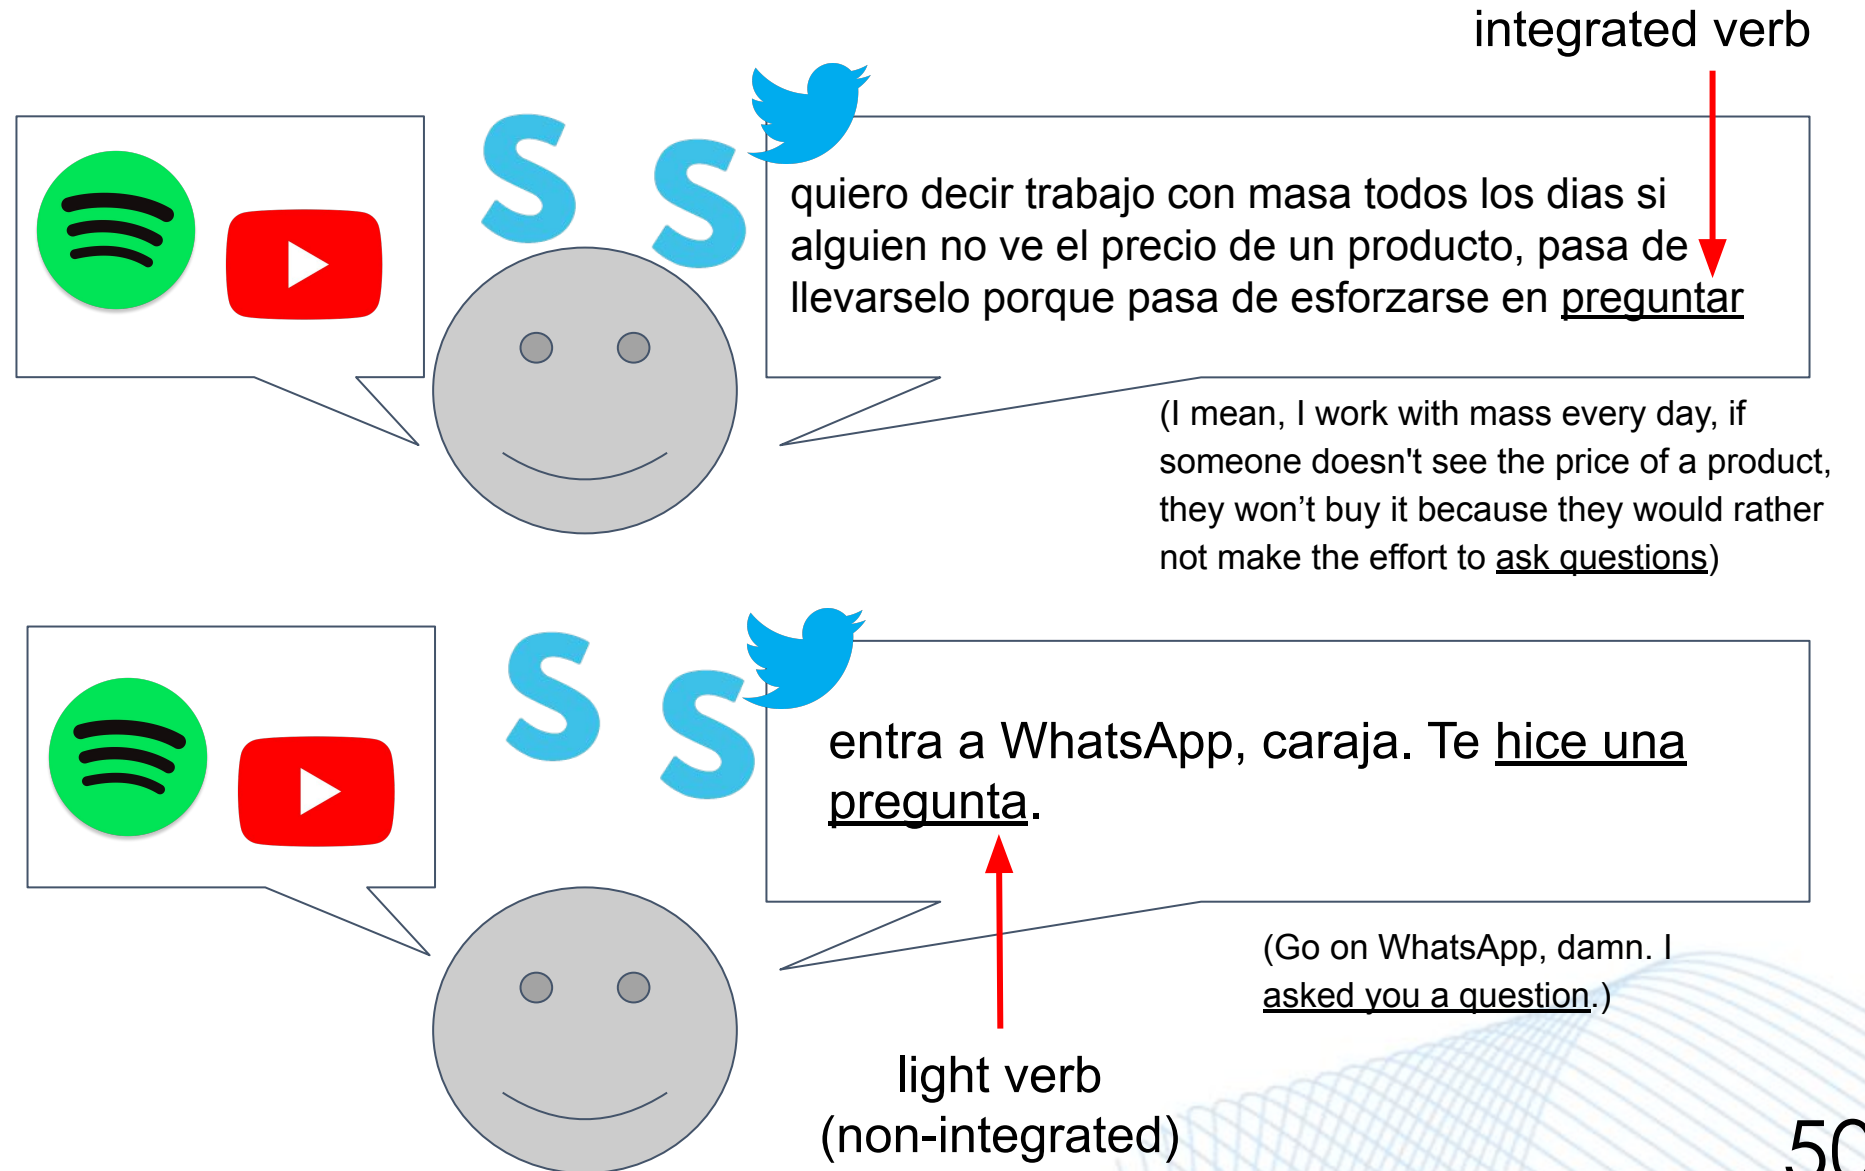 integrated verb
S S
quiero decir trabajo con masa todos los dias si
alguien no ve el precio de un producto, pasa de
llevarselo porque pasa de esforzarse en preguntar
(I mean, I work with mass every day, if
someone doesn't see the price of a product,
they won’t buy it because they would rather
not make the effort to ask questions)
S S
entra a WhatsApp, caraja. Te hice una
pregunta.
(Go on WhatsApp, damn. I
asked you a question.)
light verb
(non-integrated)
50